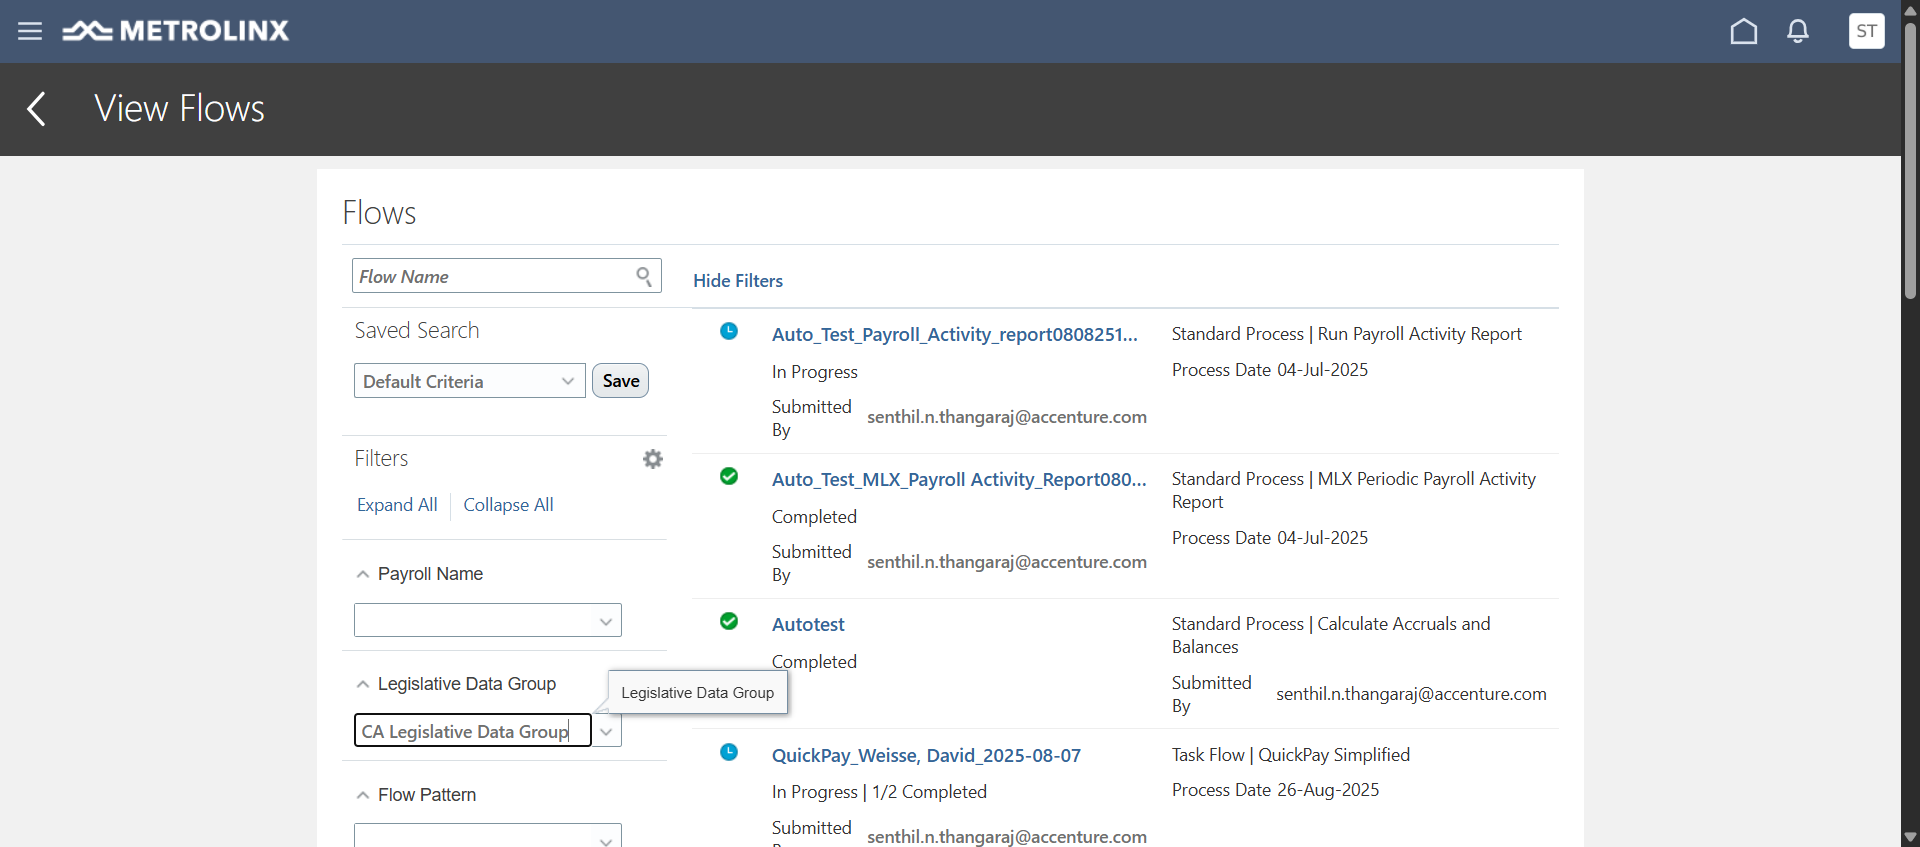 METROLINX
ST
View Flows
Flows
Flow Name
Hide Filters
Saved Search
Default Criteria
Save
Filters
Expand All
Collapse All
Payroll Name
Legislative Data Group
CA Legislative Data Group
Legislative Data Group
Flow Pattern
Auto_Test_Payroll_Activity_report0808251...
In Progress
Submitted
By
senthil.n.thangaraj@accenture.com
Standard Process | Run Payroll Activity Report
Process Date 04-Jul-2025
Auto_Test_MLX_Payroll Activity_Report080...
Completed
Submitted
By
senthil.n.thangaraj@accenture.com
Standard Process | MLX Periodic Payroll Activity
Report
Process Date 04-Jul-2025
Autotest
Completed
Standard Process | Calculate Accruals and
Balances
Submitted
By
senthil.n.thangaraj@accenture.com
QuickPay_Weisse, David_2025-08-07
In Progress | 1/2 Completed
Submitted
senthil.n.thangaraj@accenture.com
Task Flow | QuickPay Simplified
Process Date 26-Aug-2025